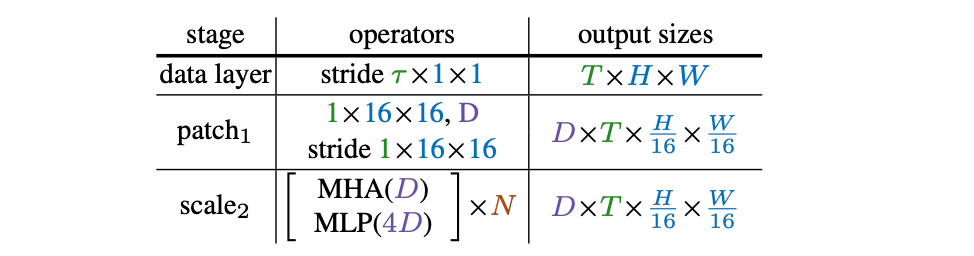 stage operators output sizes
data layer stride τ×1×1 T×H×W
patch₁ 1×16×16, D
stride 1×16×16 D×T×H/16×W/16
scale₂ [MHA(D)
MLP(4D)]×N D×T×H/16×W/16